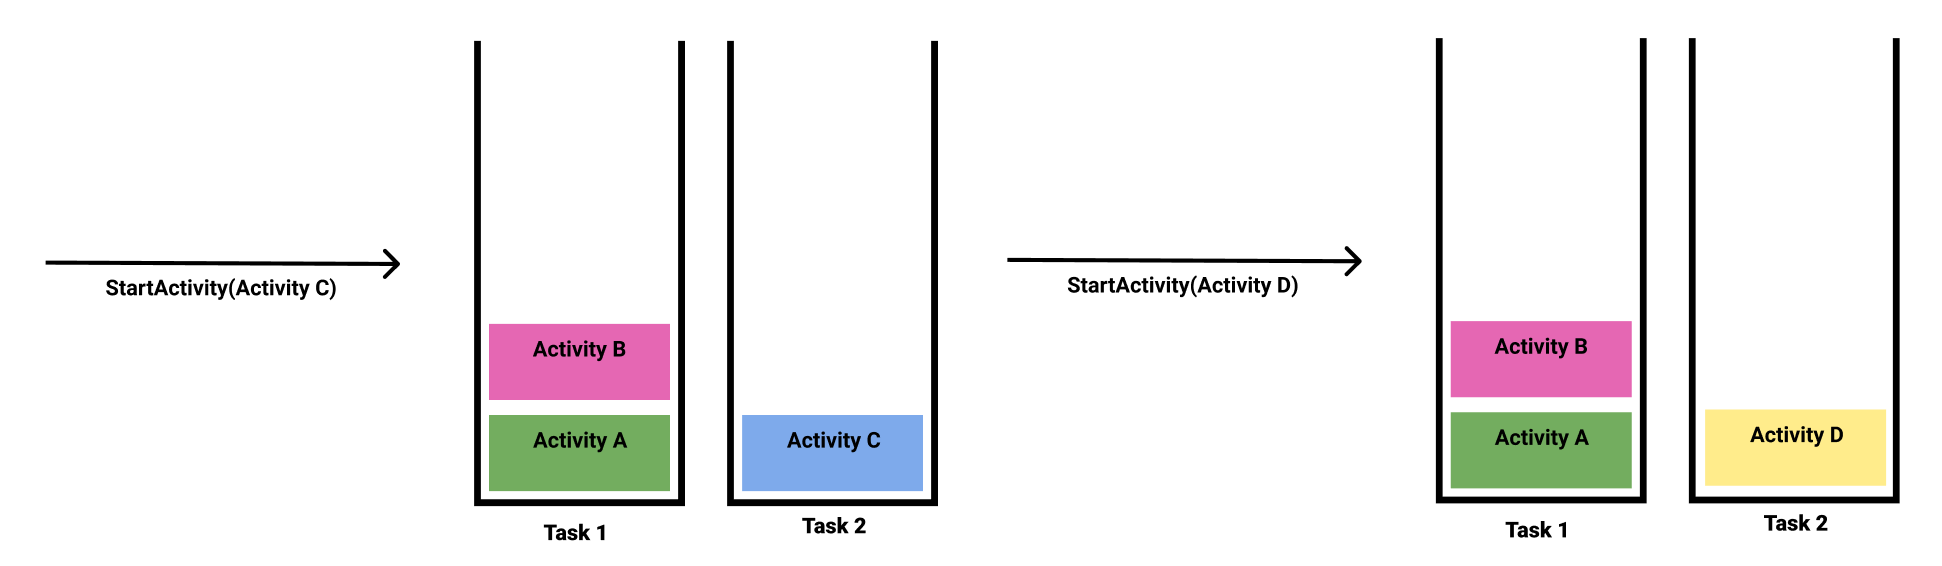 StartActivity(Activity C)
Activity B
Activity A
Task 1
Activity C
Task 2
StartActivity(Activity D)
Activity B
Activity A
Task 1
Activity D
Task 2